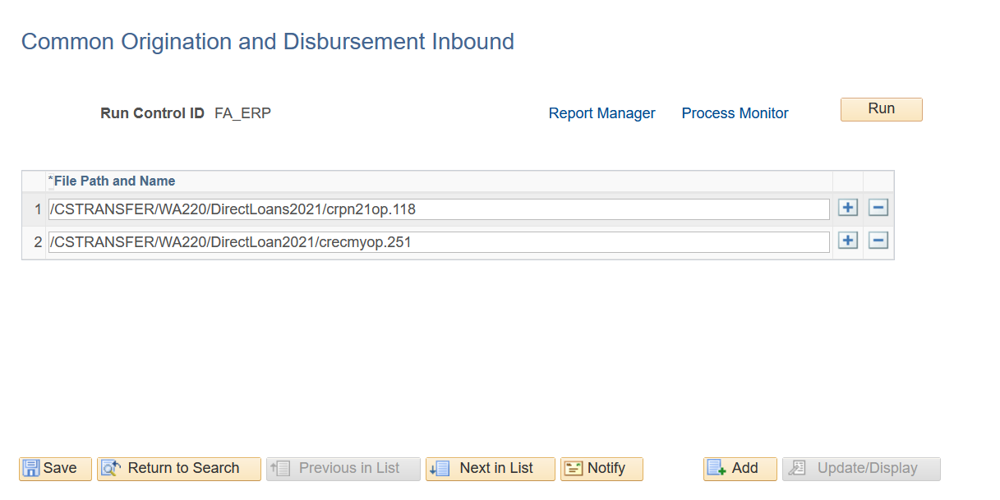 Common Origination and Disbursement Inbound
Run Control ID FA_ERP Report Manager Process Monitor Run
*File Path and Name
1 /CSTRANSFER/WA220/DirectLoans2021/crpn21op.118
2 /CSTRANSFER/WA220/DirectLoan2021/crecmyop.251
Save Return to Search Previous in List Next in List Notify Add Update/Display